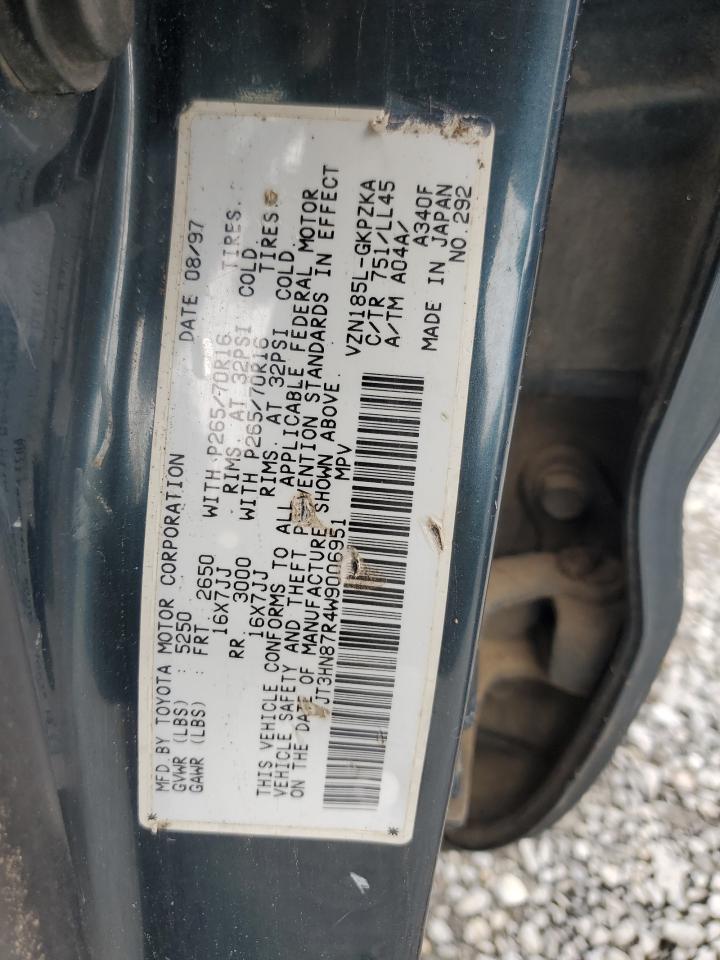 MFD BY TOYOTA MOTOR CORPORATION DATE 08/97
GVWR (LBS) : 5250
GAWR (LBS) : FRT 2650 WITH P265/70R16 TIRES.
16X7JJ RIMS. AT 32PSI COLD
RR. 3000 WITH P265/70R16 TIRES.
16X7JJ RIMS. AT 32PSI COLD
THIS VEHICLE CONFORMS TO ALL APPLICABLE FEDERAL MOTOR
VEHICLE SAFETY AND THEFT PREVENTION STANDARDS IN EFFECT
ON THE DATE OF MANUFACTURE SHOWN ABOVE.
JT3HN87R4W9006951 MPV
VZN185L-GKPZKA
C/TR 751/LL45
A/TM A04A/ A340F
MADE IN JAPAN
NO.292